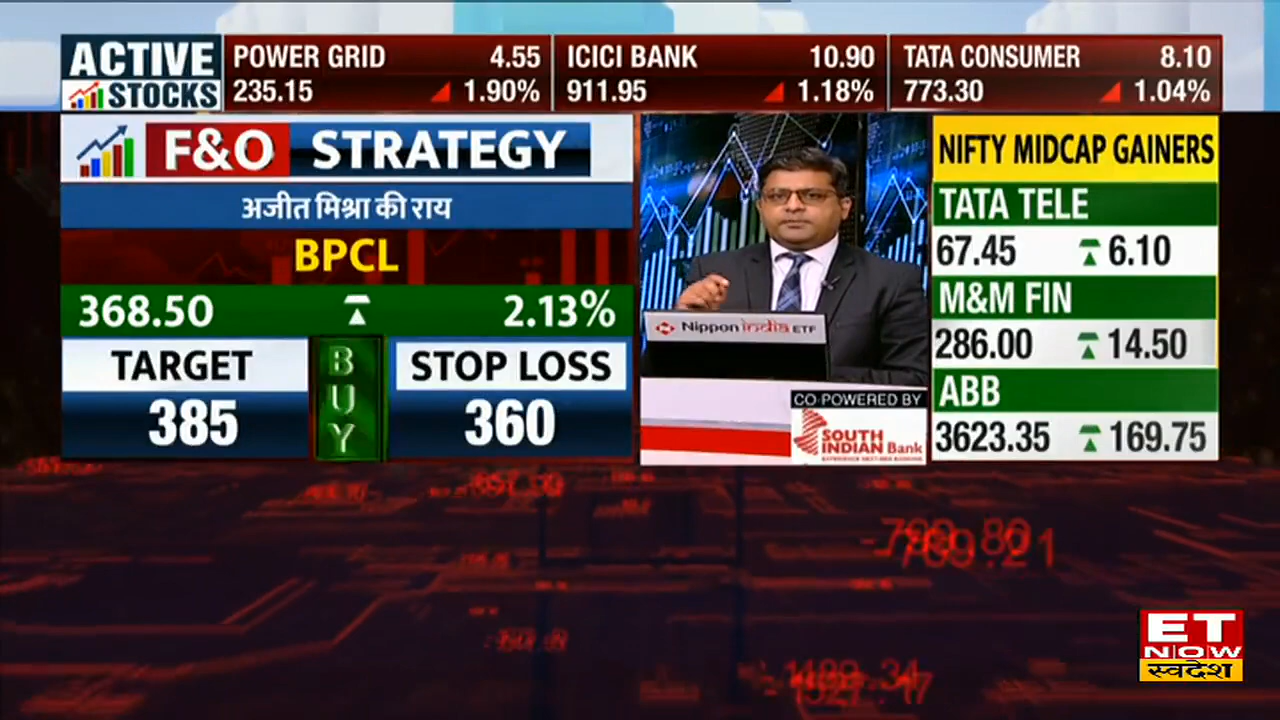 ACTIVE STOCKS
POWER GRID 4.55
235.15 1.90%
ICICI BANK 10.90
911.95 1.18%
TATA CONSUMER 8.10
773.30 1.04%
F&O STRATEGY
अजीत मिश्रा की राय
BPCL
368.50 2.13%
TARGET
385
BUY
STOP LOSS
360
Nippon india ETF
CO-POWERED BY
SOUTH
INDIAN Bank
NIFTY MIDCAP GAINERS
TATA TELE
67.45 6.10
M&M FIN
286.00 14.50
ABB
3623.35 169.75
ET
NOW
स्वदेश